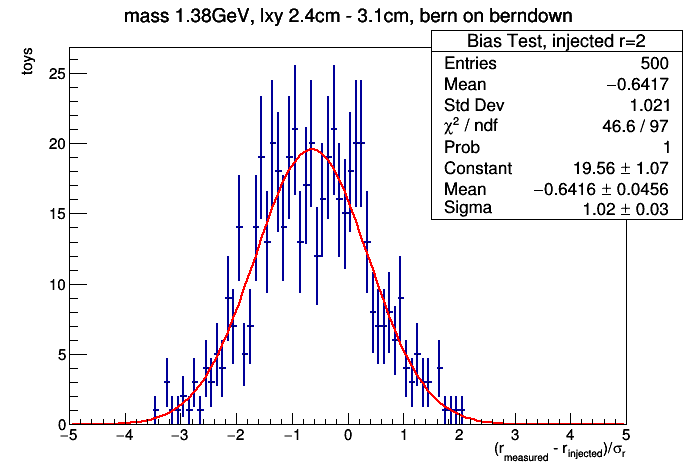 mass 1.38GeV, lxy 2.4cm - 3.1cm, bern on berndown
Bias Test, injected r=2
Entries 500
Mean −0.6417
Std Dev 1.021
χ² / ndf 46.6 / 97
Prob 1
Constant 19.56 ± 1.07
Mean −0.6416 ± 0.0456
Sigma 1.02 ± 0.03
toys
25
20
15
10
5
0
−5 −4 −3 −2 −1 0 1 2 3 4 5
(r_measured - r_injected)/σ_r